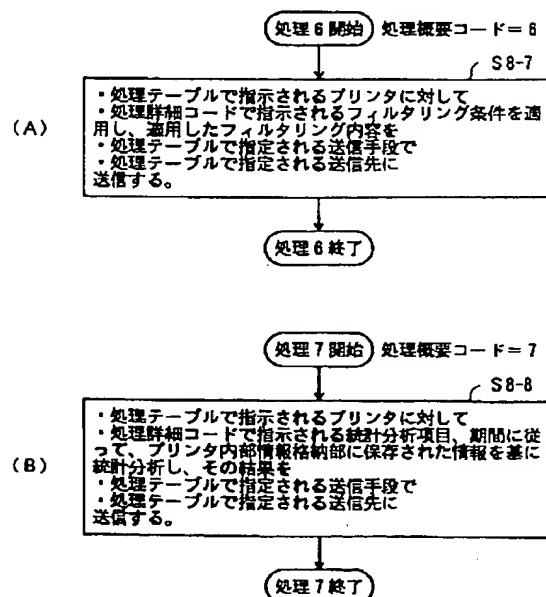 処理6開始 処理概要コード=6
S8-7
(A)
・処理テーブルで指示されるプリンタに対して
・処理詳細コードで指示されるフィルタリング条件を適
用し、適用したフィルタリング内容を
・処理テーブルで指定される送信手段で
・処理テーブルで指定される送信先に
送信する。
処理6終了
処理7開始 処理概要コード=7
S8-8
(B)
・処理テーブルで指示されるプリンタに対して
・処理詳細コードで指示される統計分析項目、期間に従
って、プリンタ内部情報格納部に保存された情報を基に
統計分析し、その結果を
・処理テーブルで指定される送信手段で
・処理テーブルで指定される送信先に
送信する。
処理7終了